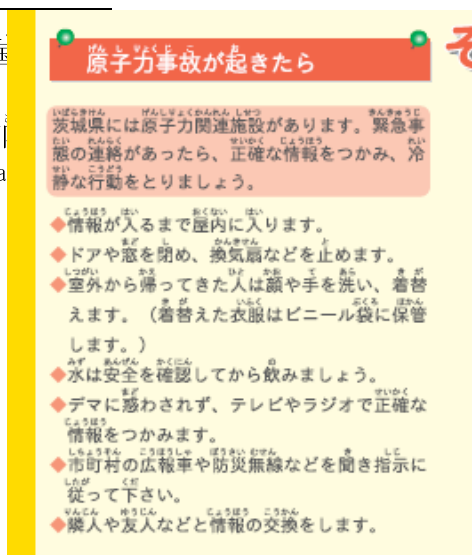 原子力事故が起きたら
茨城県には原子力関連施設があります。緊急事
態の連絡があったら、正確な情報をつかみ、冷
静な行動をとりましょう。
◆情報が入るまで屋内に入ります。
◆ドアや窓を閉め、換気扇などを止めます。
◆室外から帰ってきた人は顔や手を洗い、着替
えます。（着替えた衣服はビニール袋に保管
します。）
◆水は安全を確認してから飲みましょう。
◆デマに惑わされず、テレビやラジオで正確な
情報をつかみます。
◆市町村の広報車や防災無線などを聞き指示に
従って下さい。
◆隣人や友人などと情報の交換をします。